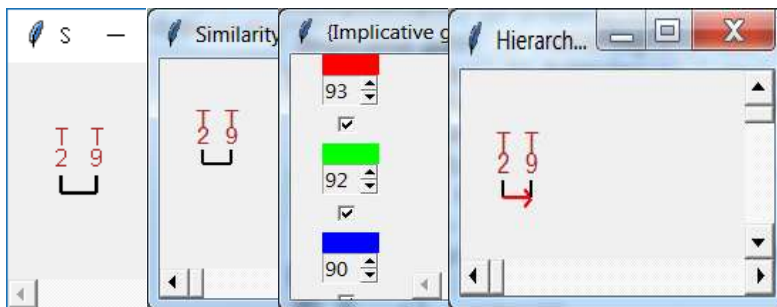 S
T T
2 9
Similarity
T T
2 9
{Implicative g
93
92
90
Hierarch...
T T
2 9